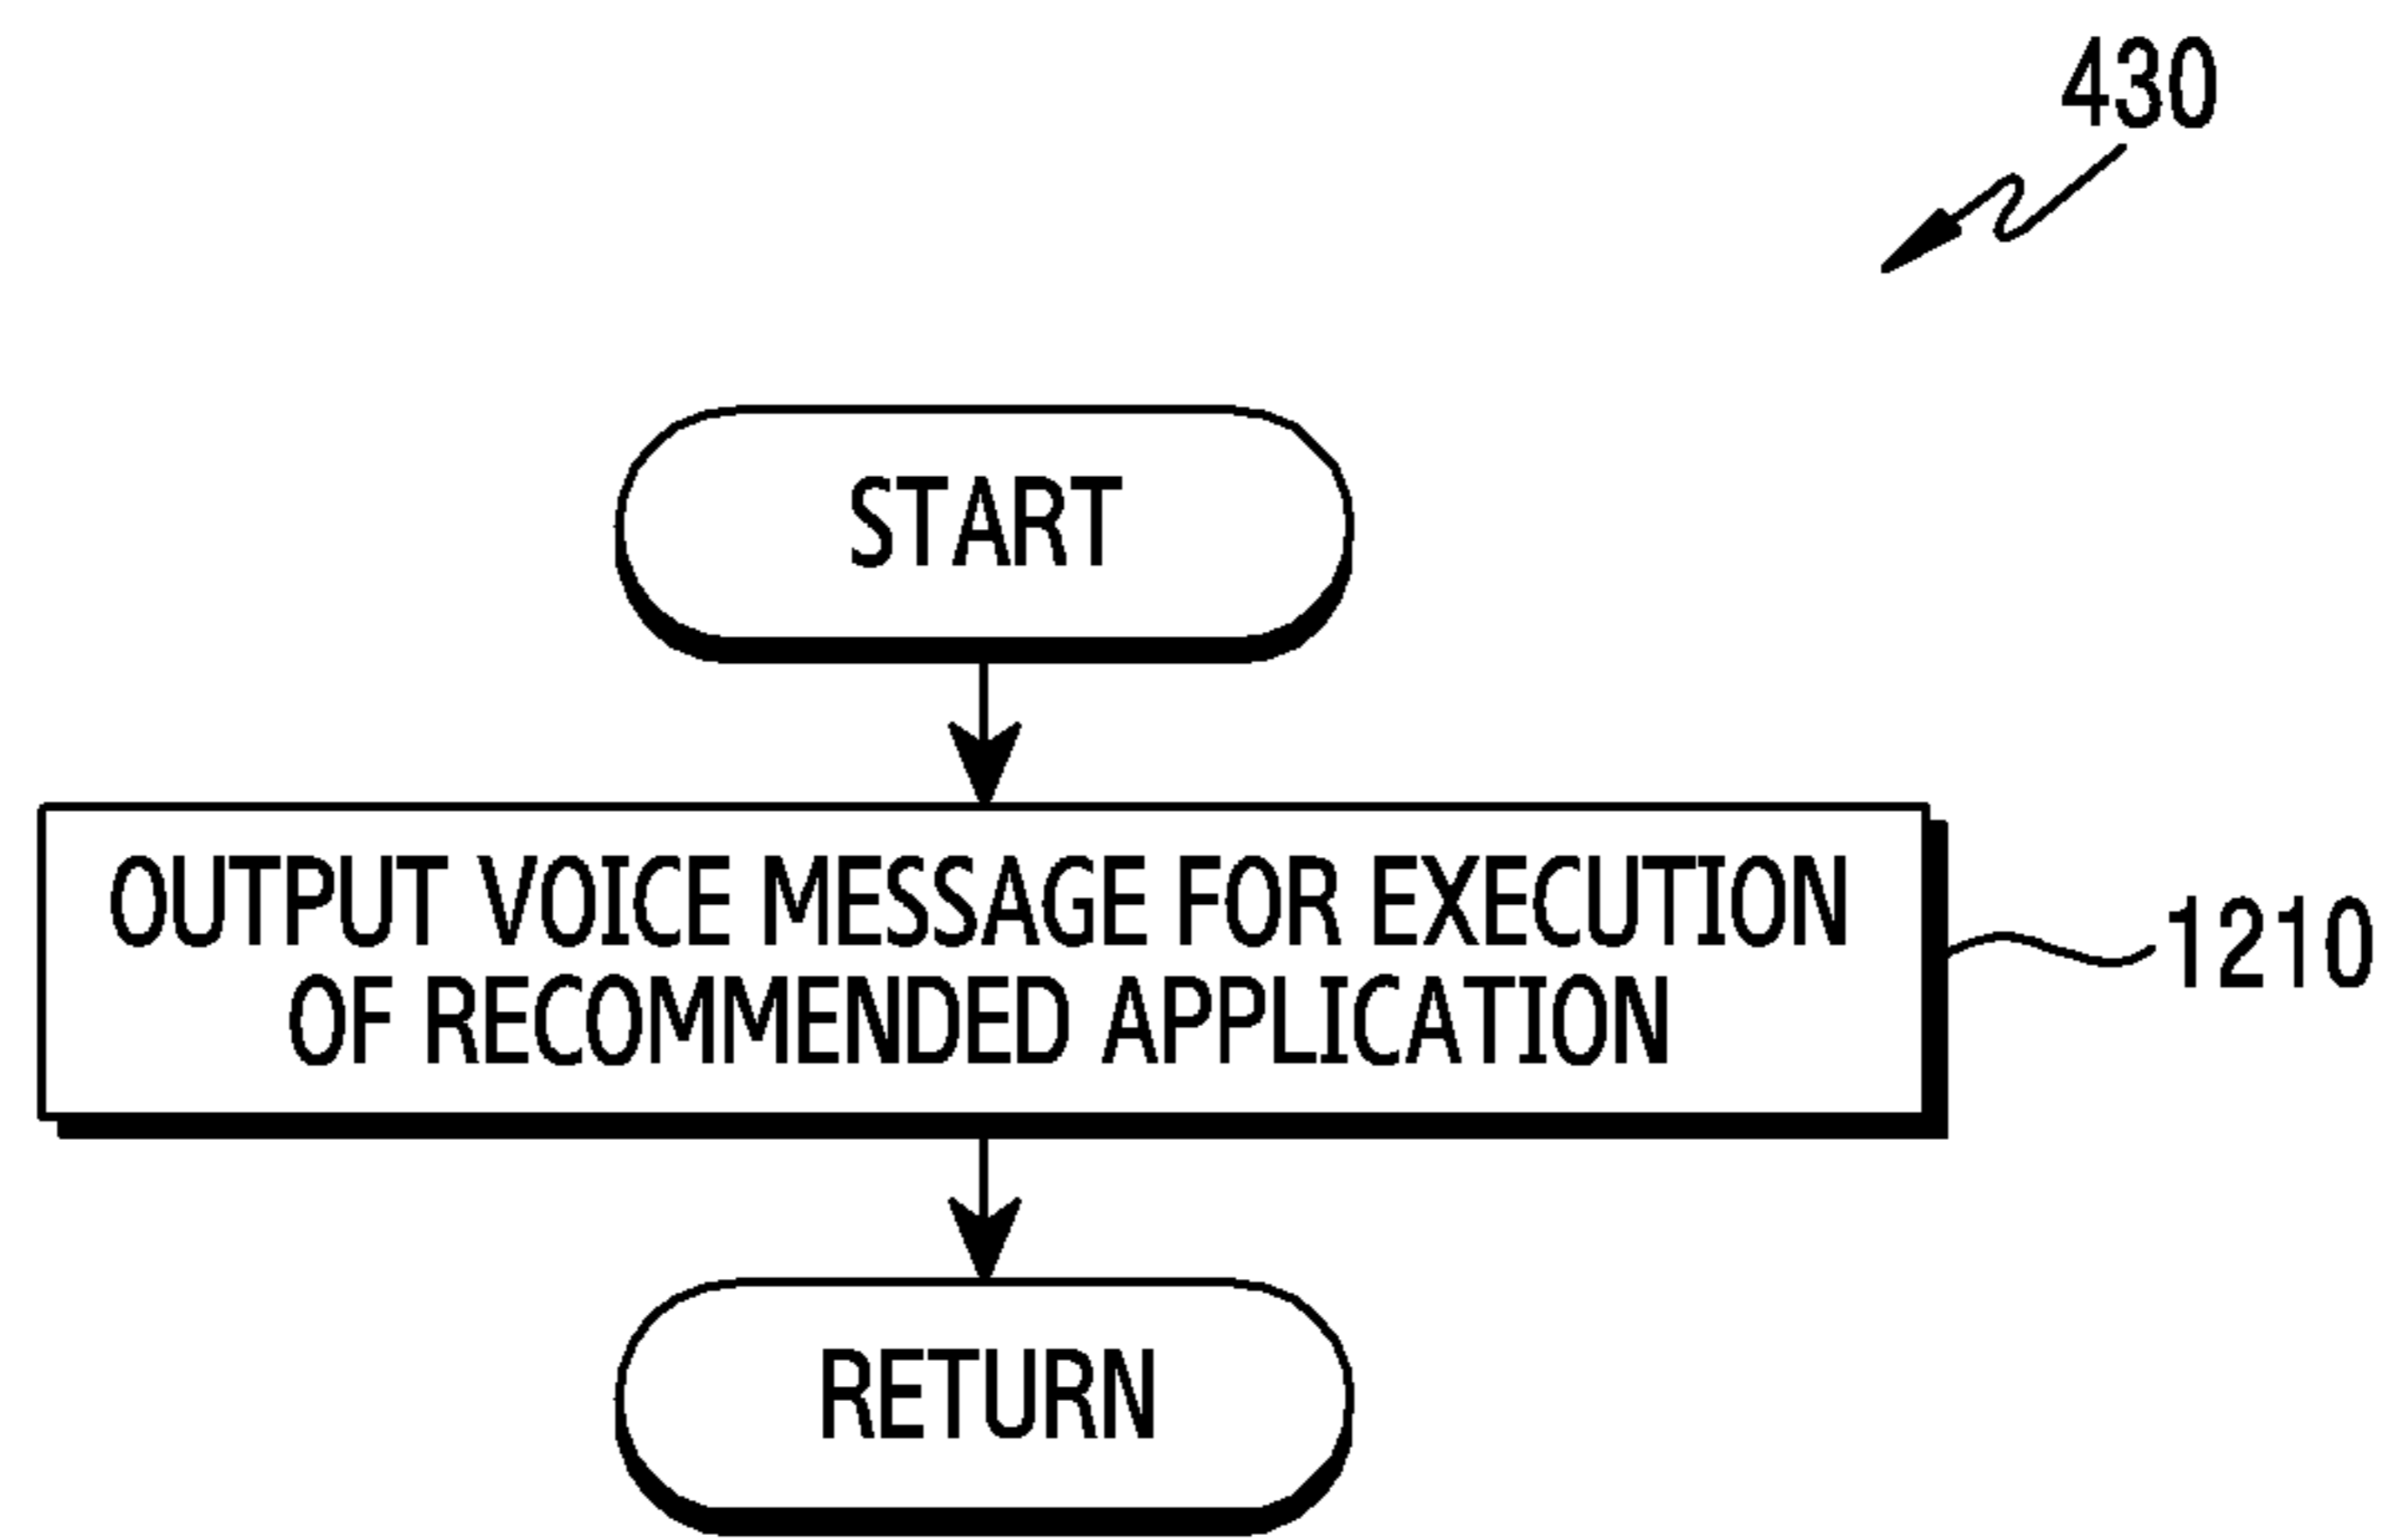 430
START
OUTPUT VOICE MESSAGE FOR EXECUTION
OF RECOMMENDED APPLICATION
1210
RETURN